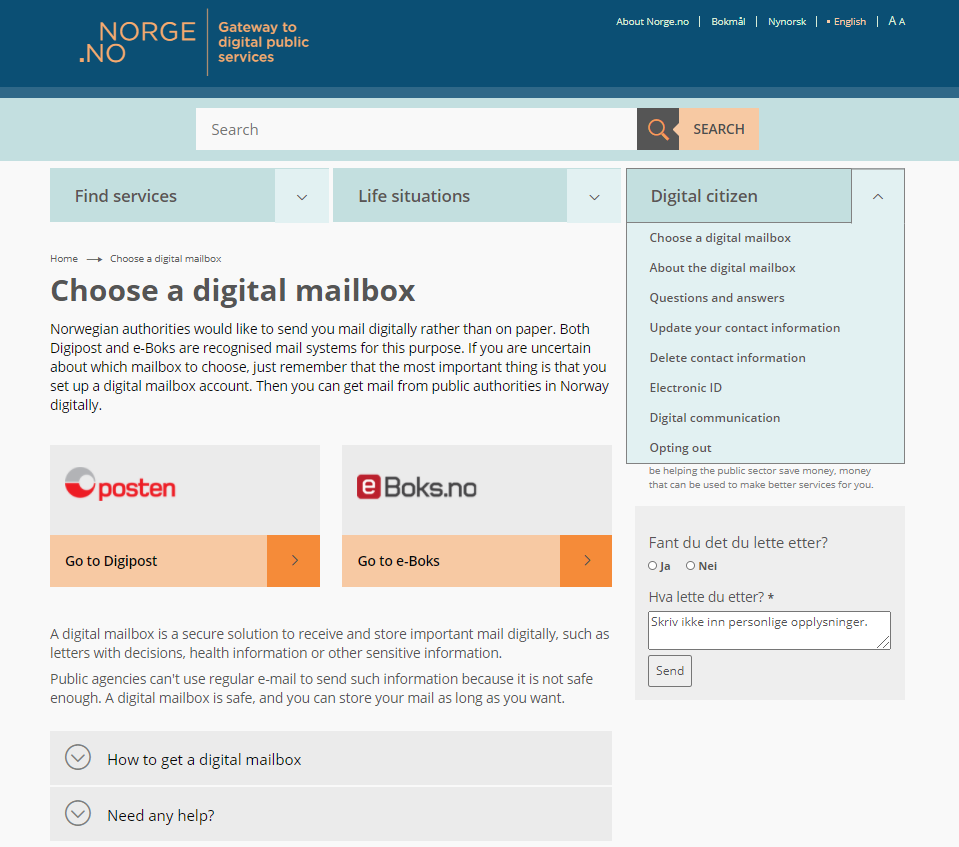 NORGE
.NO
Gateway to
digital public
services
About Norge.no
Bokmål
Nynorsk
English
A A
Search
SEARCH
Find services
Life situations
Digital citizen
Choose a digital mailbox
About the digital mailbox
Questions and answers
Update your contact information
Delete contact information
Electronic ID
Digital communication
Opting out
be helping the public sector save money, money
that can be used to make better services for you.
Home
Choose a digital mailbox
Choose a digital mailbox
Norwegian authorities would like to send you mail digitally rather than on paper. Both
Digipost and e-Boks are recognised mail systems for this purpose. If you are uncertain
about which mailbox to choose, just remember that the most important thing is that you
set up a digital mailbox account. Then you can get mail from public authorities in Norway
digitally.
posten
Go to Digipost
e Boks.no
Go to e-Boks
Fant du det du lette etter?
Ja Nei
Hva lette du etter? *
Skriv ikke inn personlige opplysninger.
Send
A digital mailbox is a secure solution to receive and store important mail digitally, such as
letters with decisions, health information or other sensitive information.
Public agencies can't use regular e-mail to send such information because it is not safe
enough. A digital mailbox is safe, and you can store your mail as long as you want.
How to get a digital mailbox
Need any help?